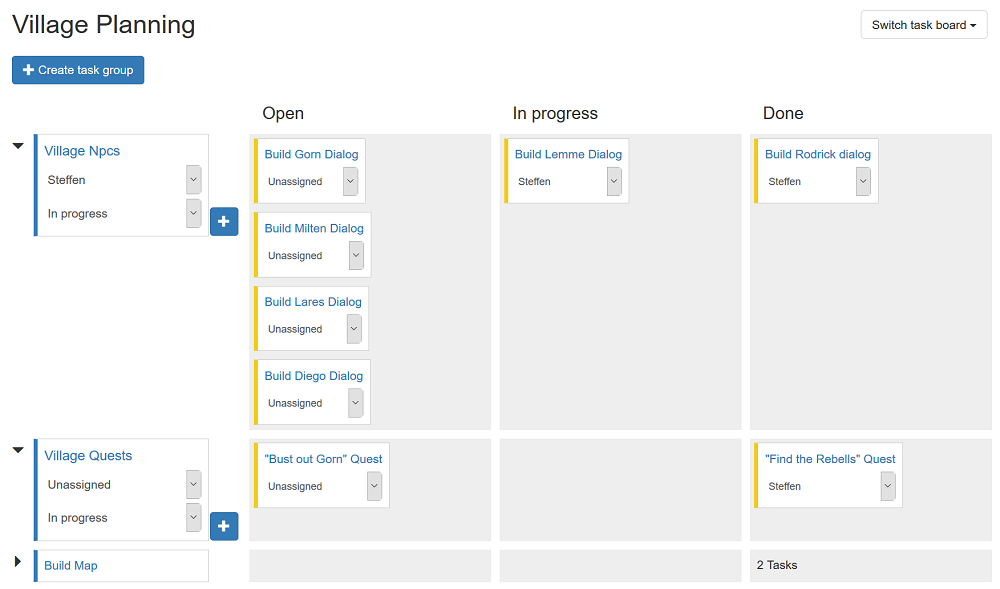 Village Planning
Switch task board
Create task group
Open
In progress
Done
Village Npcs
Steffen
In progress
Build Gorn Dialog
Unassigned
Build Milten Dialog
Unassigned
Build Lares Dialog
Unassigned
Build Diego Dialog
Unassigned
Build Lemme Dialog
Steffen
Build Rodrick dialog
Steffen
Village Quests
Unassigned
In progress
"Bust out Gorn" Quest
Unassigned
"Find the Rebells" Quest
Steffen
Build Map
2 Tasks